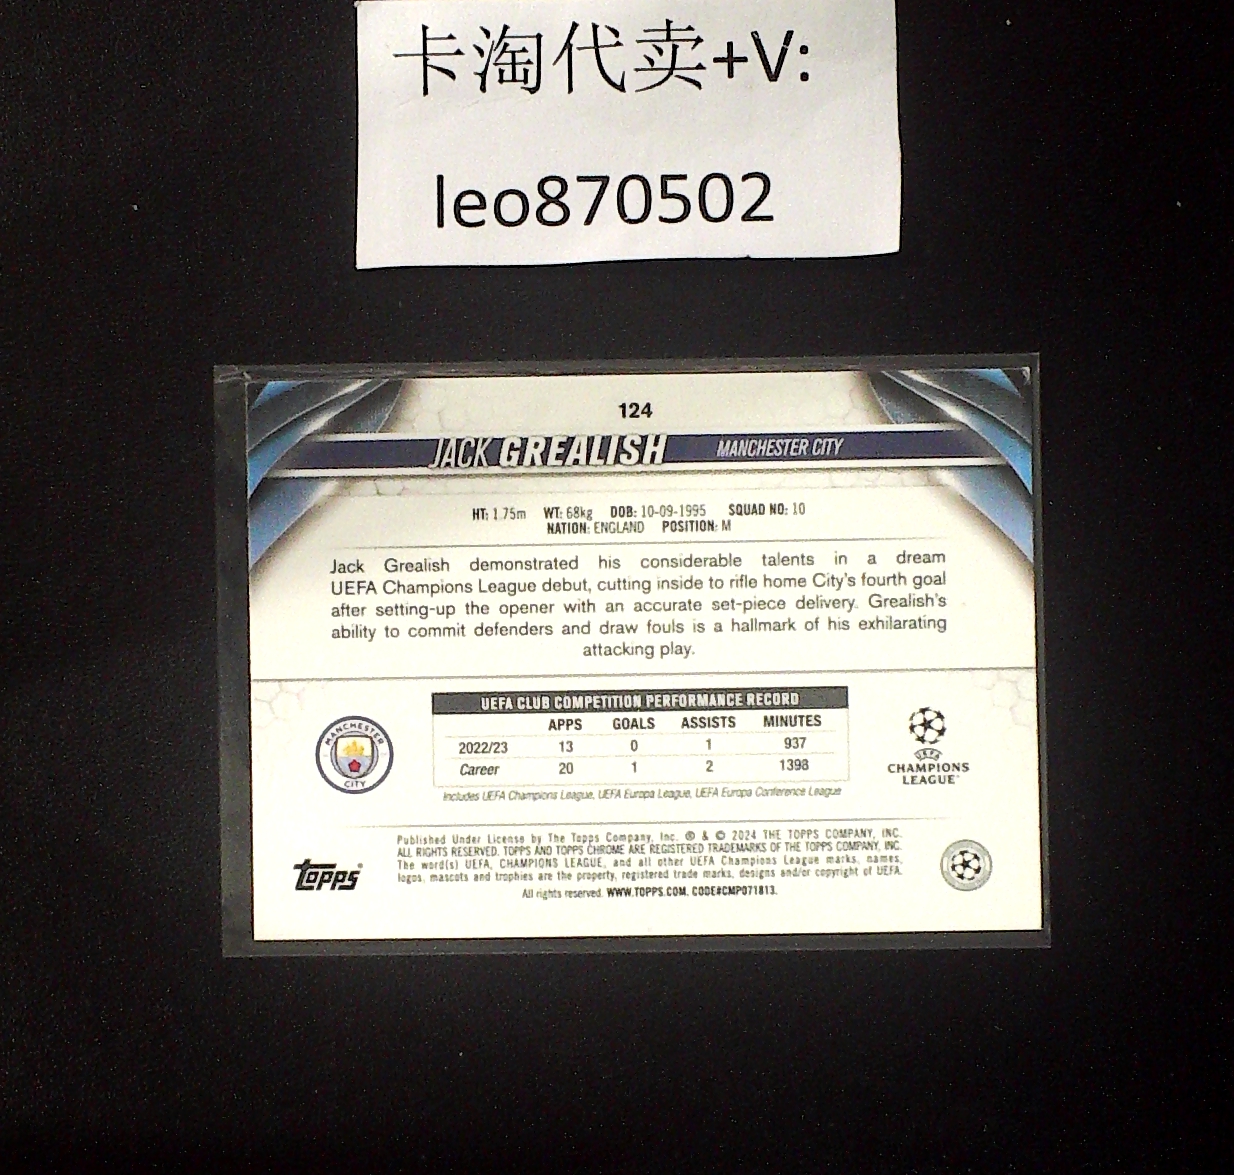 卡淘代卖+V:
leo870502
124
JACK GREALISH MANCHESTER CITY
HT: 1.75m WT: 68kg DOB: 10-09-1995 SQUAD NO: 10
NATION: ENGLAND POSITION: M
Jack Grealish demonstrated his considerable talents in a dream
UEFA Champions League debut, cutting inside to rifle home City's fourth goal
after setting-up the opener with an accurate set-piece delivery. Grealish's
ability to commit defenders and draw fouls is a hallmark of his exhilarating
attacking play.
UEFA CLUB COMPETITION PERFORMANCE RECORD
APPS GOALS ASSISTS MINUTES
2022/23 13 0 1 937
Career 20 1 2 1398
Includes UEFA Champions League, UEFA Europa League, UEFA Europa Conference League
MANCHESTER
CITY
UEFA
CHAMPIONS
LEAGUE
Topps
Published Under License by The Topps Company, Inc. ® & © 2024 THE TOPPS COMPANY, INC.
ALL RIGHTS RESERVED. TOPPS AND TOPPS CHROME ARE REGISTERED TRADEMARKS OF THE TOPPS COMPANY, INC.
The word(s) UEFA, CHAMPIONS LEAGUE, and all other UEFA Champions League marks, names,
logos, mascots and trophies are the property, registered trade marks, designs and/or copyright of UEFA.
All rights reserved. WWW.TOPPS.COM. CODE#CMP071813.